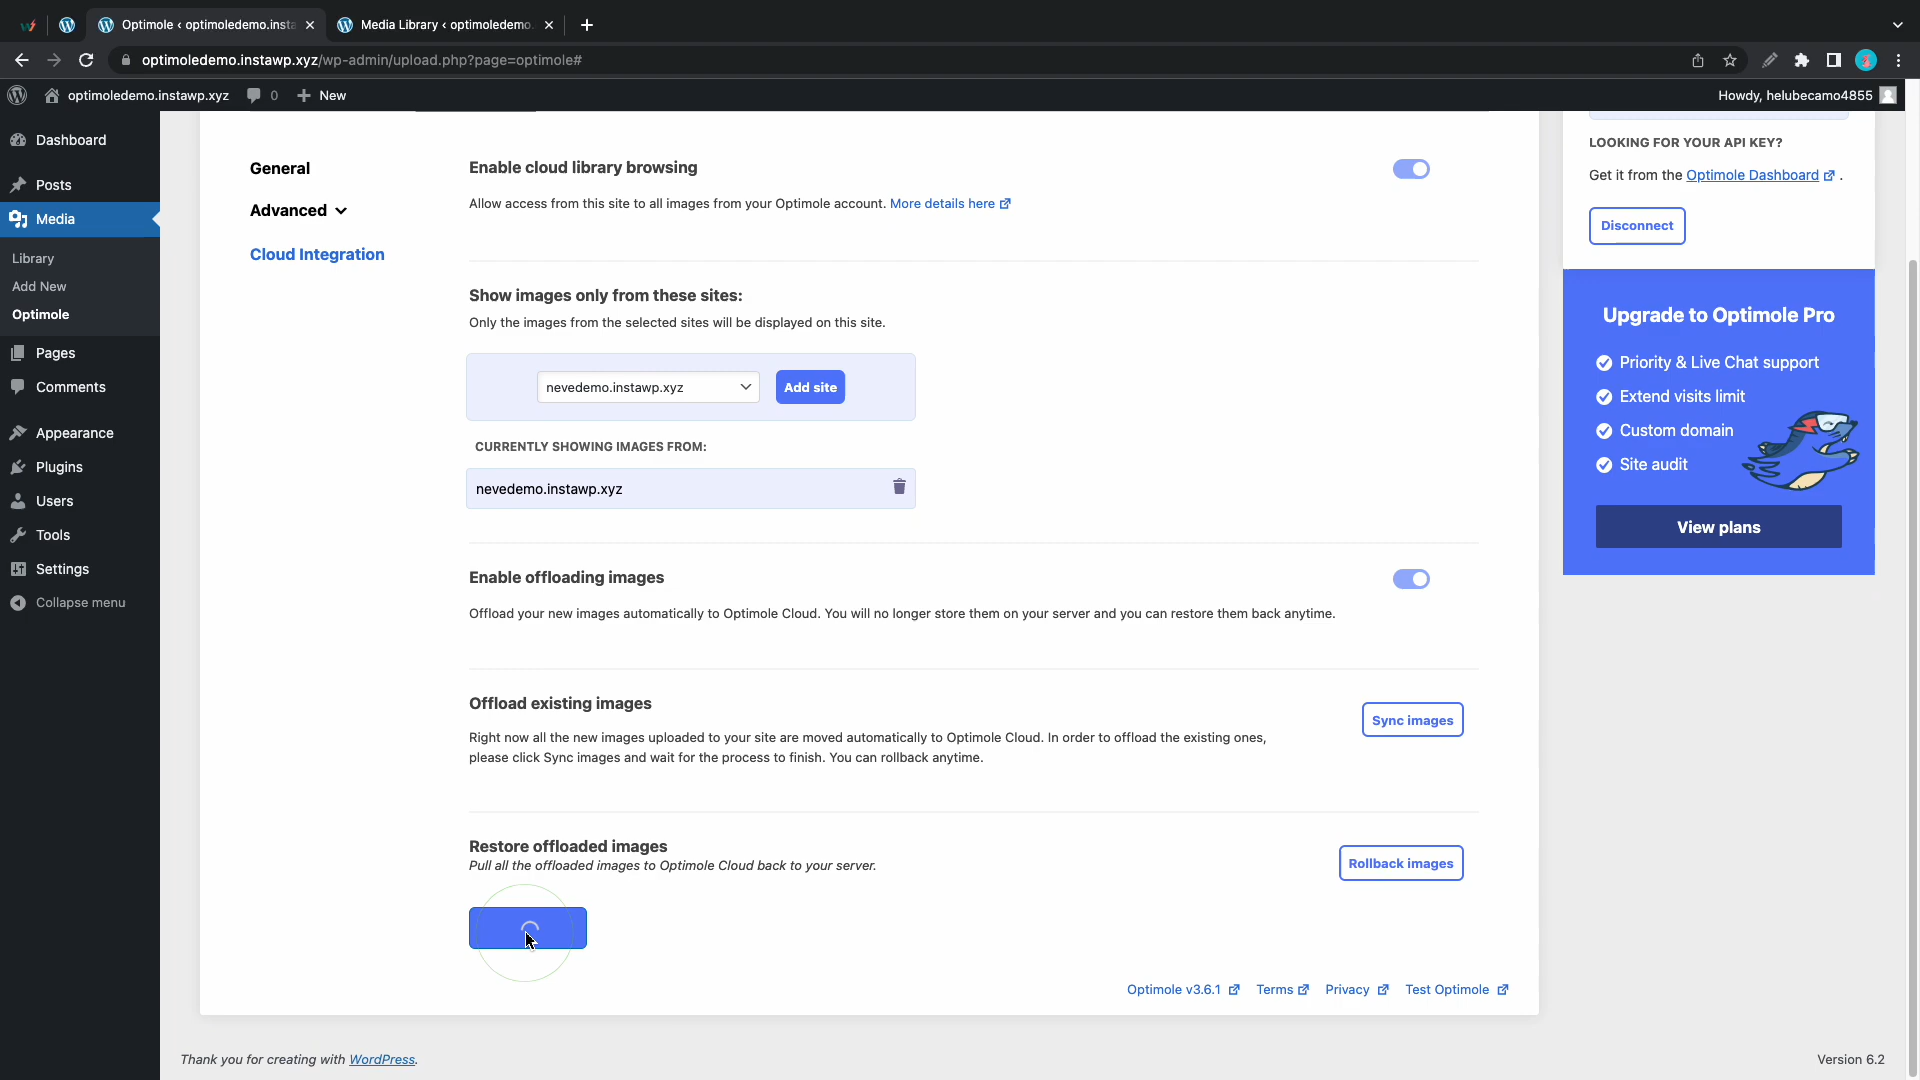 Optimole ‹ optimoledemo.insta
Media Library ‹ optimoledemo.
optimoledemo.instawp.xyz/wp-admin/upload.php?page=optimole#
optimoledemo.instawp.xyz
0
New
Howdy, helubecamo4855
Dashboard
Posts
Media
Library
Add New
Optimole
Pages
Comments
Appearance
Plugins
Users
Tools
Settings
Collapse menu
General
Advanced
Cloud Integration
Enable cloud library browsing
Allow access from this site to all images from your Optimole account. More details here
Show images only from these sites:
Only the images from the selected sites will be displayed on this site.
nevedemo.instawp.xyz
Add site
CURRENTLY SHOWING IMAGES FROM:
nevedemo.instawp.xyz
Enable offloading images
Offload your new images automatically to Optimole Cloud. You will no longer store them on your server and you can restore them back anytime.
Offload existing images
Right now all the new images uploaded to your site are moved automatically to Optimole Cloud. In order to offload the existing ones,
please click Sync images and wait for the process to finish. You can rollback anytime.
Sync images
Restore offloaded images
Pull all the offloaded images to Optimole Cloud back to your server.
Rollback images
Optimole v3.6.1
Terms
Privacy
Test Optimole
LOOKING FOR YOUR API KEY?
Get it from the Optimole Dashboard .
Disconnect
Upgrade to Optimole Pro
Priority & Live Chat support
Extend visits limit
Custom domain
Site audit
View plans
Thank you for creating with WordPress.
Version 6.2